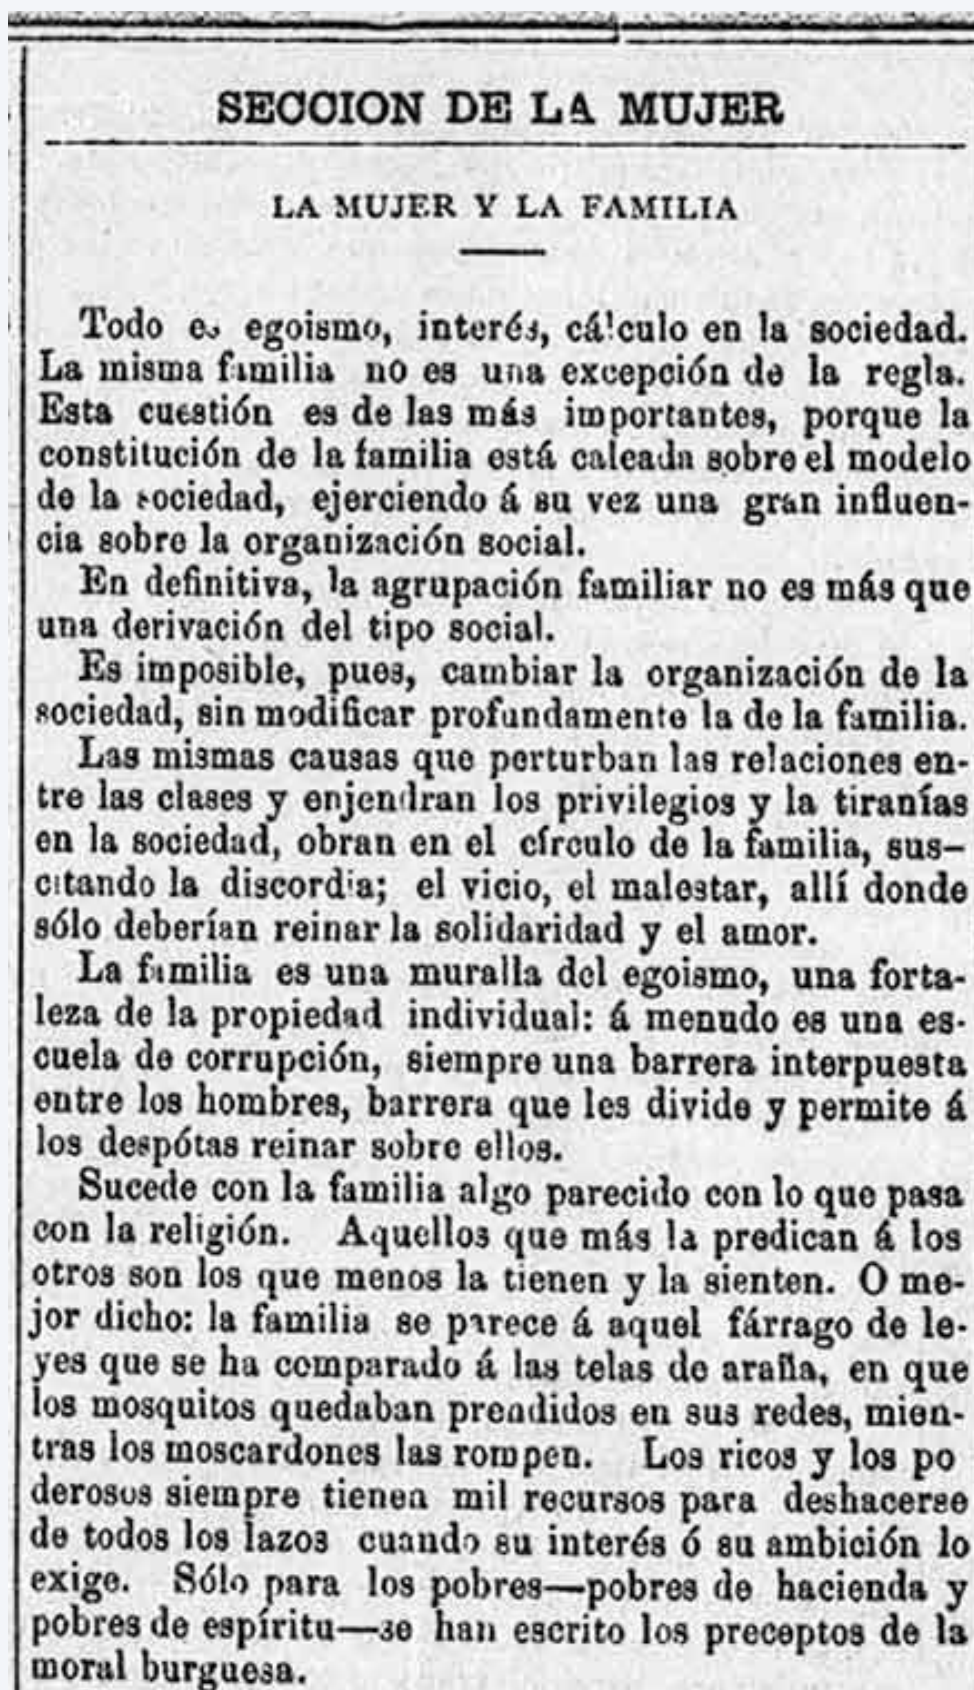 SECCION DE LA MUJER
LA MUJER Y LA FAMILIA
Todo es egoismo, interés, cálculo en la sociedad.
La misma familia no es una excepción de la regla.
Esta cuestión es de las más importantes, porque la
constitución de la familia está calcada sobre el modelo
de la sociedad, ejerciendo á su vez una gran influen-
cia sobre la organización social.
En definitiva, la agrupación familiar no es más que
una derivación del tipo social.
Es imposible, pues, cambiar la organización de la
sociedad, sin modificar profundamente la de la familia.
Las mismas causas que perturban las relaciones en-
tre las clases y enjendran los privilegios y la tiranías
en la sociedad, obran en el círculo de la familia, sus-
citando la discordia; el vicio, el malestar, allí donde
sólo deberían reinar la solidaridad y el amor.
La familia es una muralla del egoismo, una forta-
leza de la propiedad individual: á menudo es una es-
cuela de corrupción, siempre una barrera interpuesta
entre los hombres, barrera que les divide y permite á
los despótas reinar sobre ellos.
Sucede con la familia algo parecido con lo que pasa
con la religión. Aquellos que más la predican á los
otros son los que menos la tienen y la sienten. O me-
jor dicho: la familia se parece á aquel fárrago de le-
yes que se ha comparado á las telas de araña, en que
los mosquitos quedaban prendidos en sus redes, mien-
tras los moscardones las rompen. Los ricos y los po
derosos siempre tienen mil recursos para deshacerse
de todos los lazos cuando su interés ó su ambición lo
exige. Sólo para los pobres—pobres de hacienda y
pobres de espíritu—se han escrito los preceptos de la
moral burguesa.